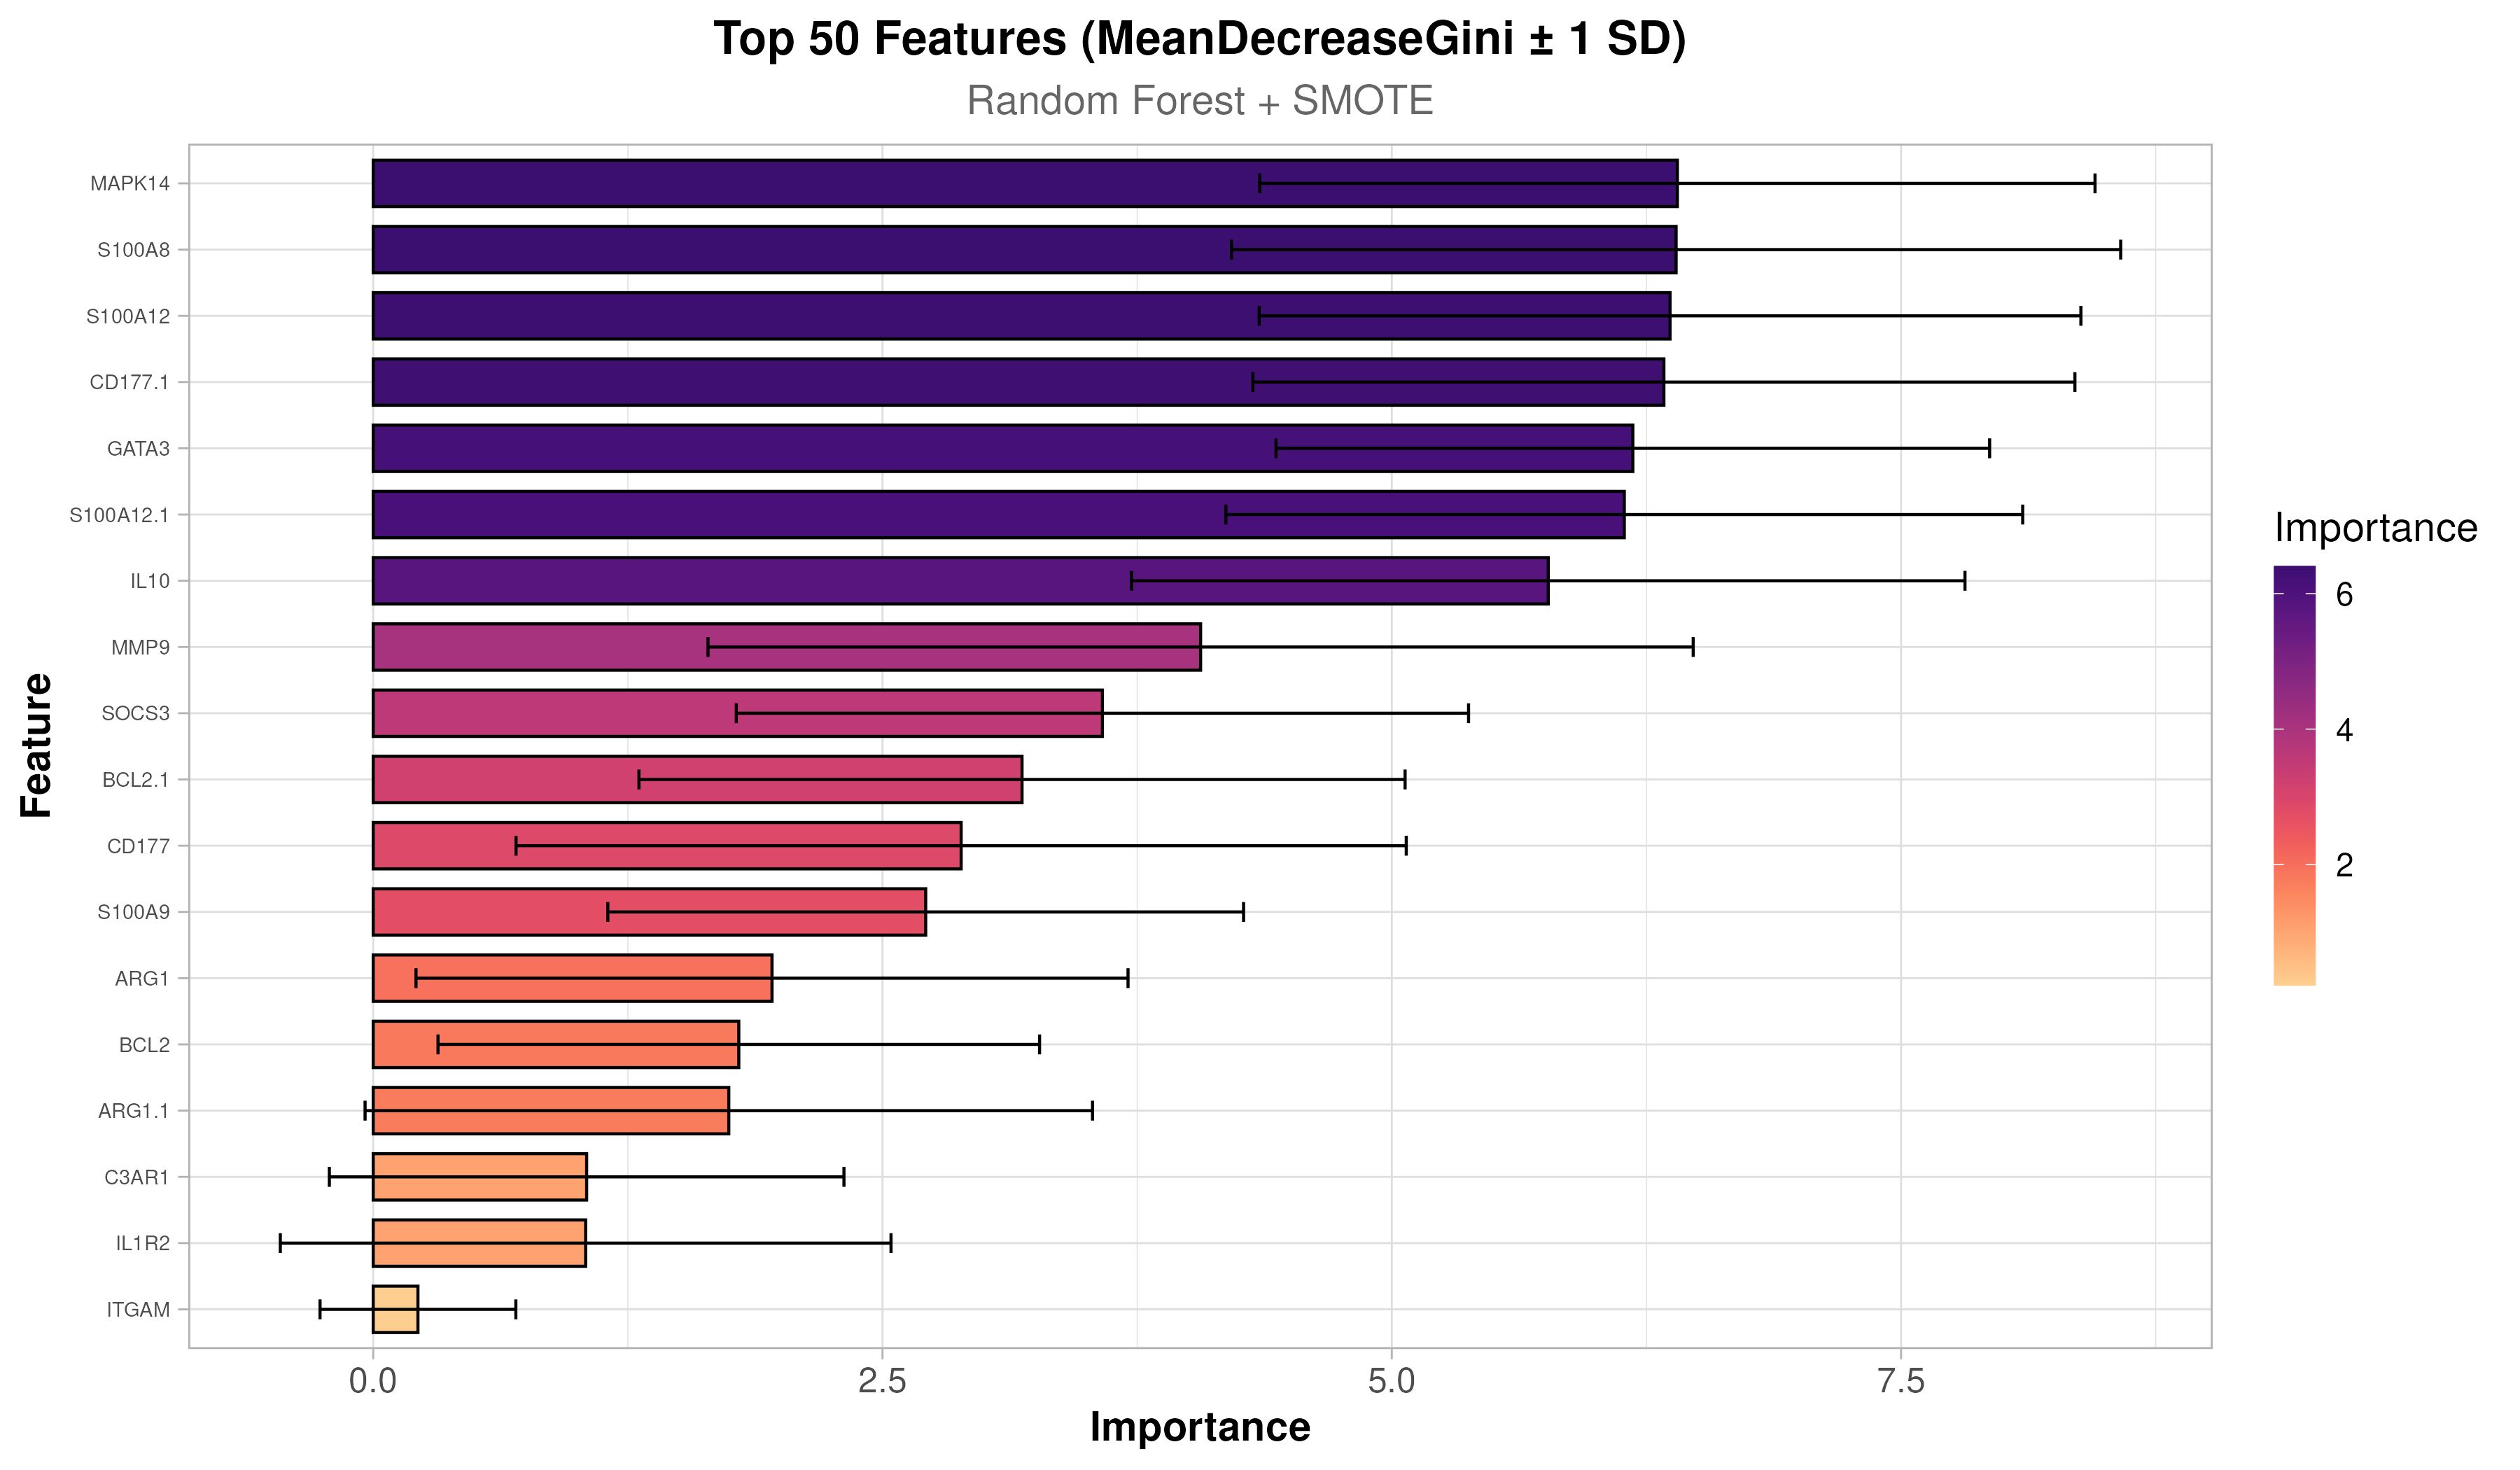 Top 50 Features (MeanDecreaseGini ± 1 SD)
Random Forest + SMOTE
Feature
MAPK14
S100A8
S100A12
CD177.1
GATA3
S100A12.1
IL10
MMP9
SOCS3
BCL2.1
CD177
S100A9
ARG1
BCL2
ARG1.1
C3AR1
IL1R2
ITGAM
0.0 2.5 5.0 7.5
Importance
Importance
6
4
2